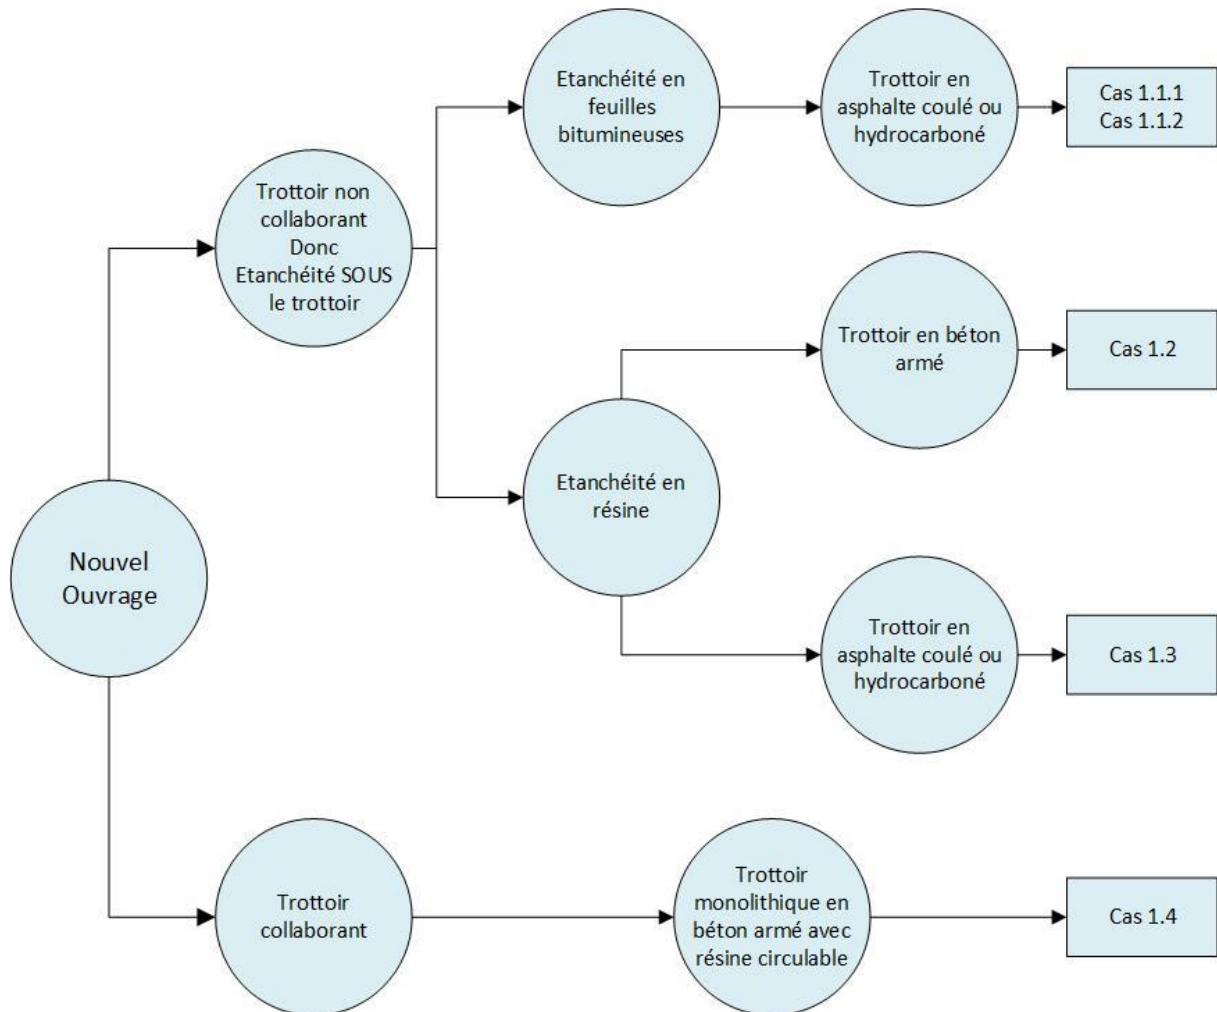 Etanchéité en
feuilles
bitumineuses
Trottoir en
asphalte coulé ou
hydrocarboné
Cas 1.1.1
Cas 1.1.2
Trottoir non
collaborant
Donc
Etanchéité SOUS
le trottoir
Trottoir en béton
armé
Cas 1.2
Etanchéité en
résine
Nouvel
Ouvrage
Trottoir en
asphalte coulé ou
hydrocarboné
Cas 1.3
Trottoir
collaborant
Trottoir
monolithique en
béton armé avec
résine circulable
Cas 1.4